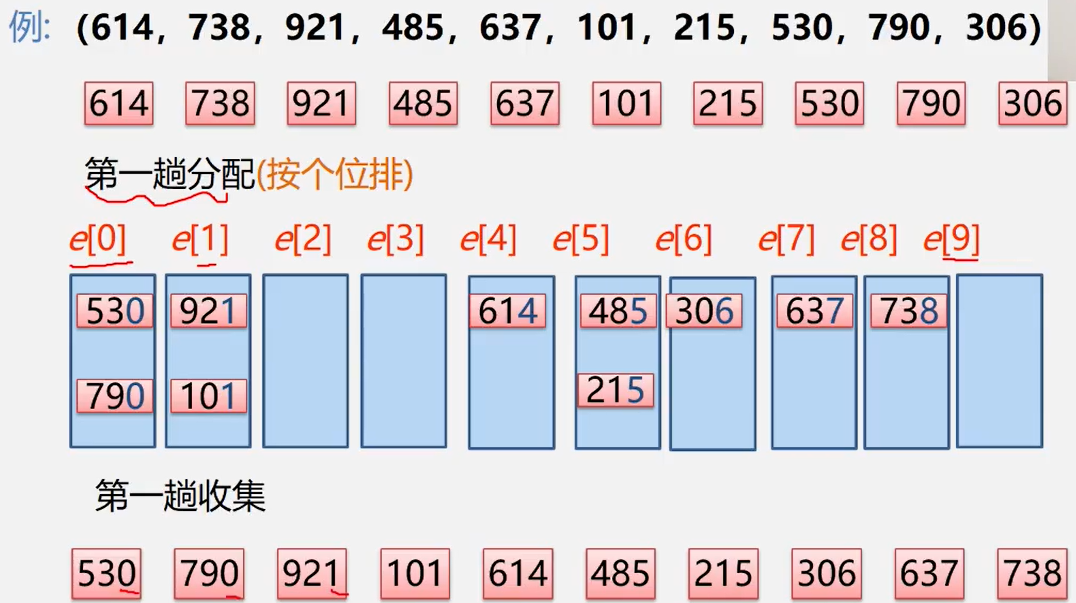 例: (614, 738, 921, 485, 637, 101, 215, 530, 790, 306)
614 738 921 485 637 101 215 530 790 306
第一趟分配(按个位排)
e[0] e[1] e[2] e[3] e[4] e[5] e[6] e[7] e[8] e[9]
530 921 614 485 306 637 738
790 101 215
第一趟收集
530 790 921 101 614 485 215 306 637 738